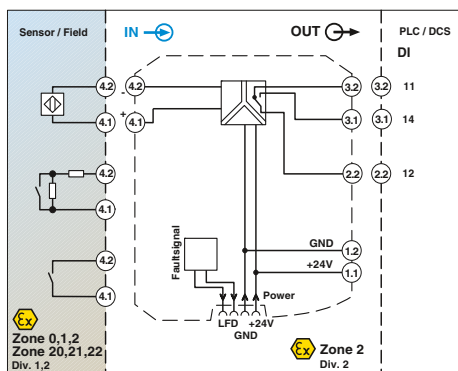 Sensor / Field
IN
OUT
PLC / DCS
DI
4.2
-
4.2
3.2
3.2
11
4.1
+
4.1
3.1
3.1
14
4.2
2.2
2.2
12
4.1
GND
1.2
4.2
+24V
1.1
Faultsignal
4.1
Power
LFD
+24V
GND
Ex
Zone 0,1,2
Zone 20,21,22
Div. 1,2
Ex
Zone 2
Div. 2